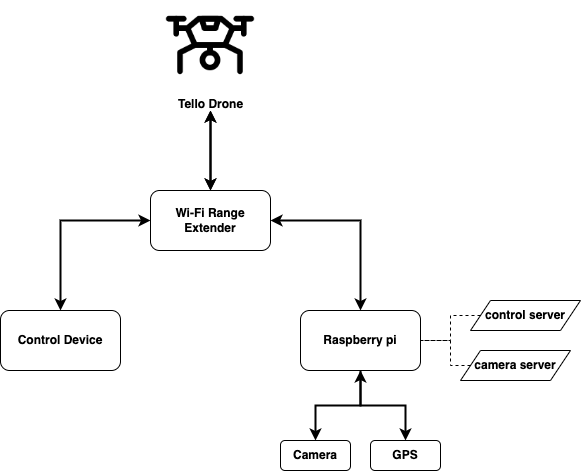 Tello Drone
Wi-Fi Range
Extender
Control Device
Raspberry pi
control server
camera server
Camera
GPS